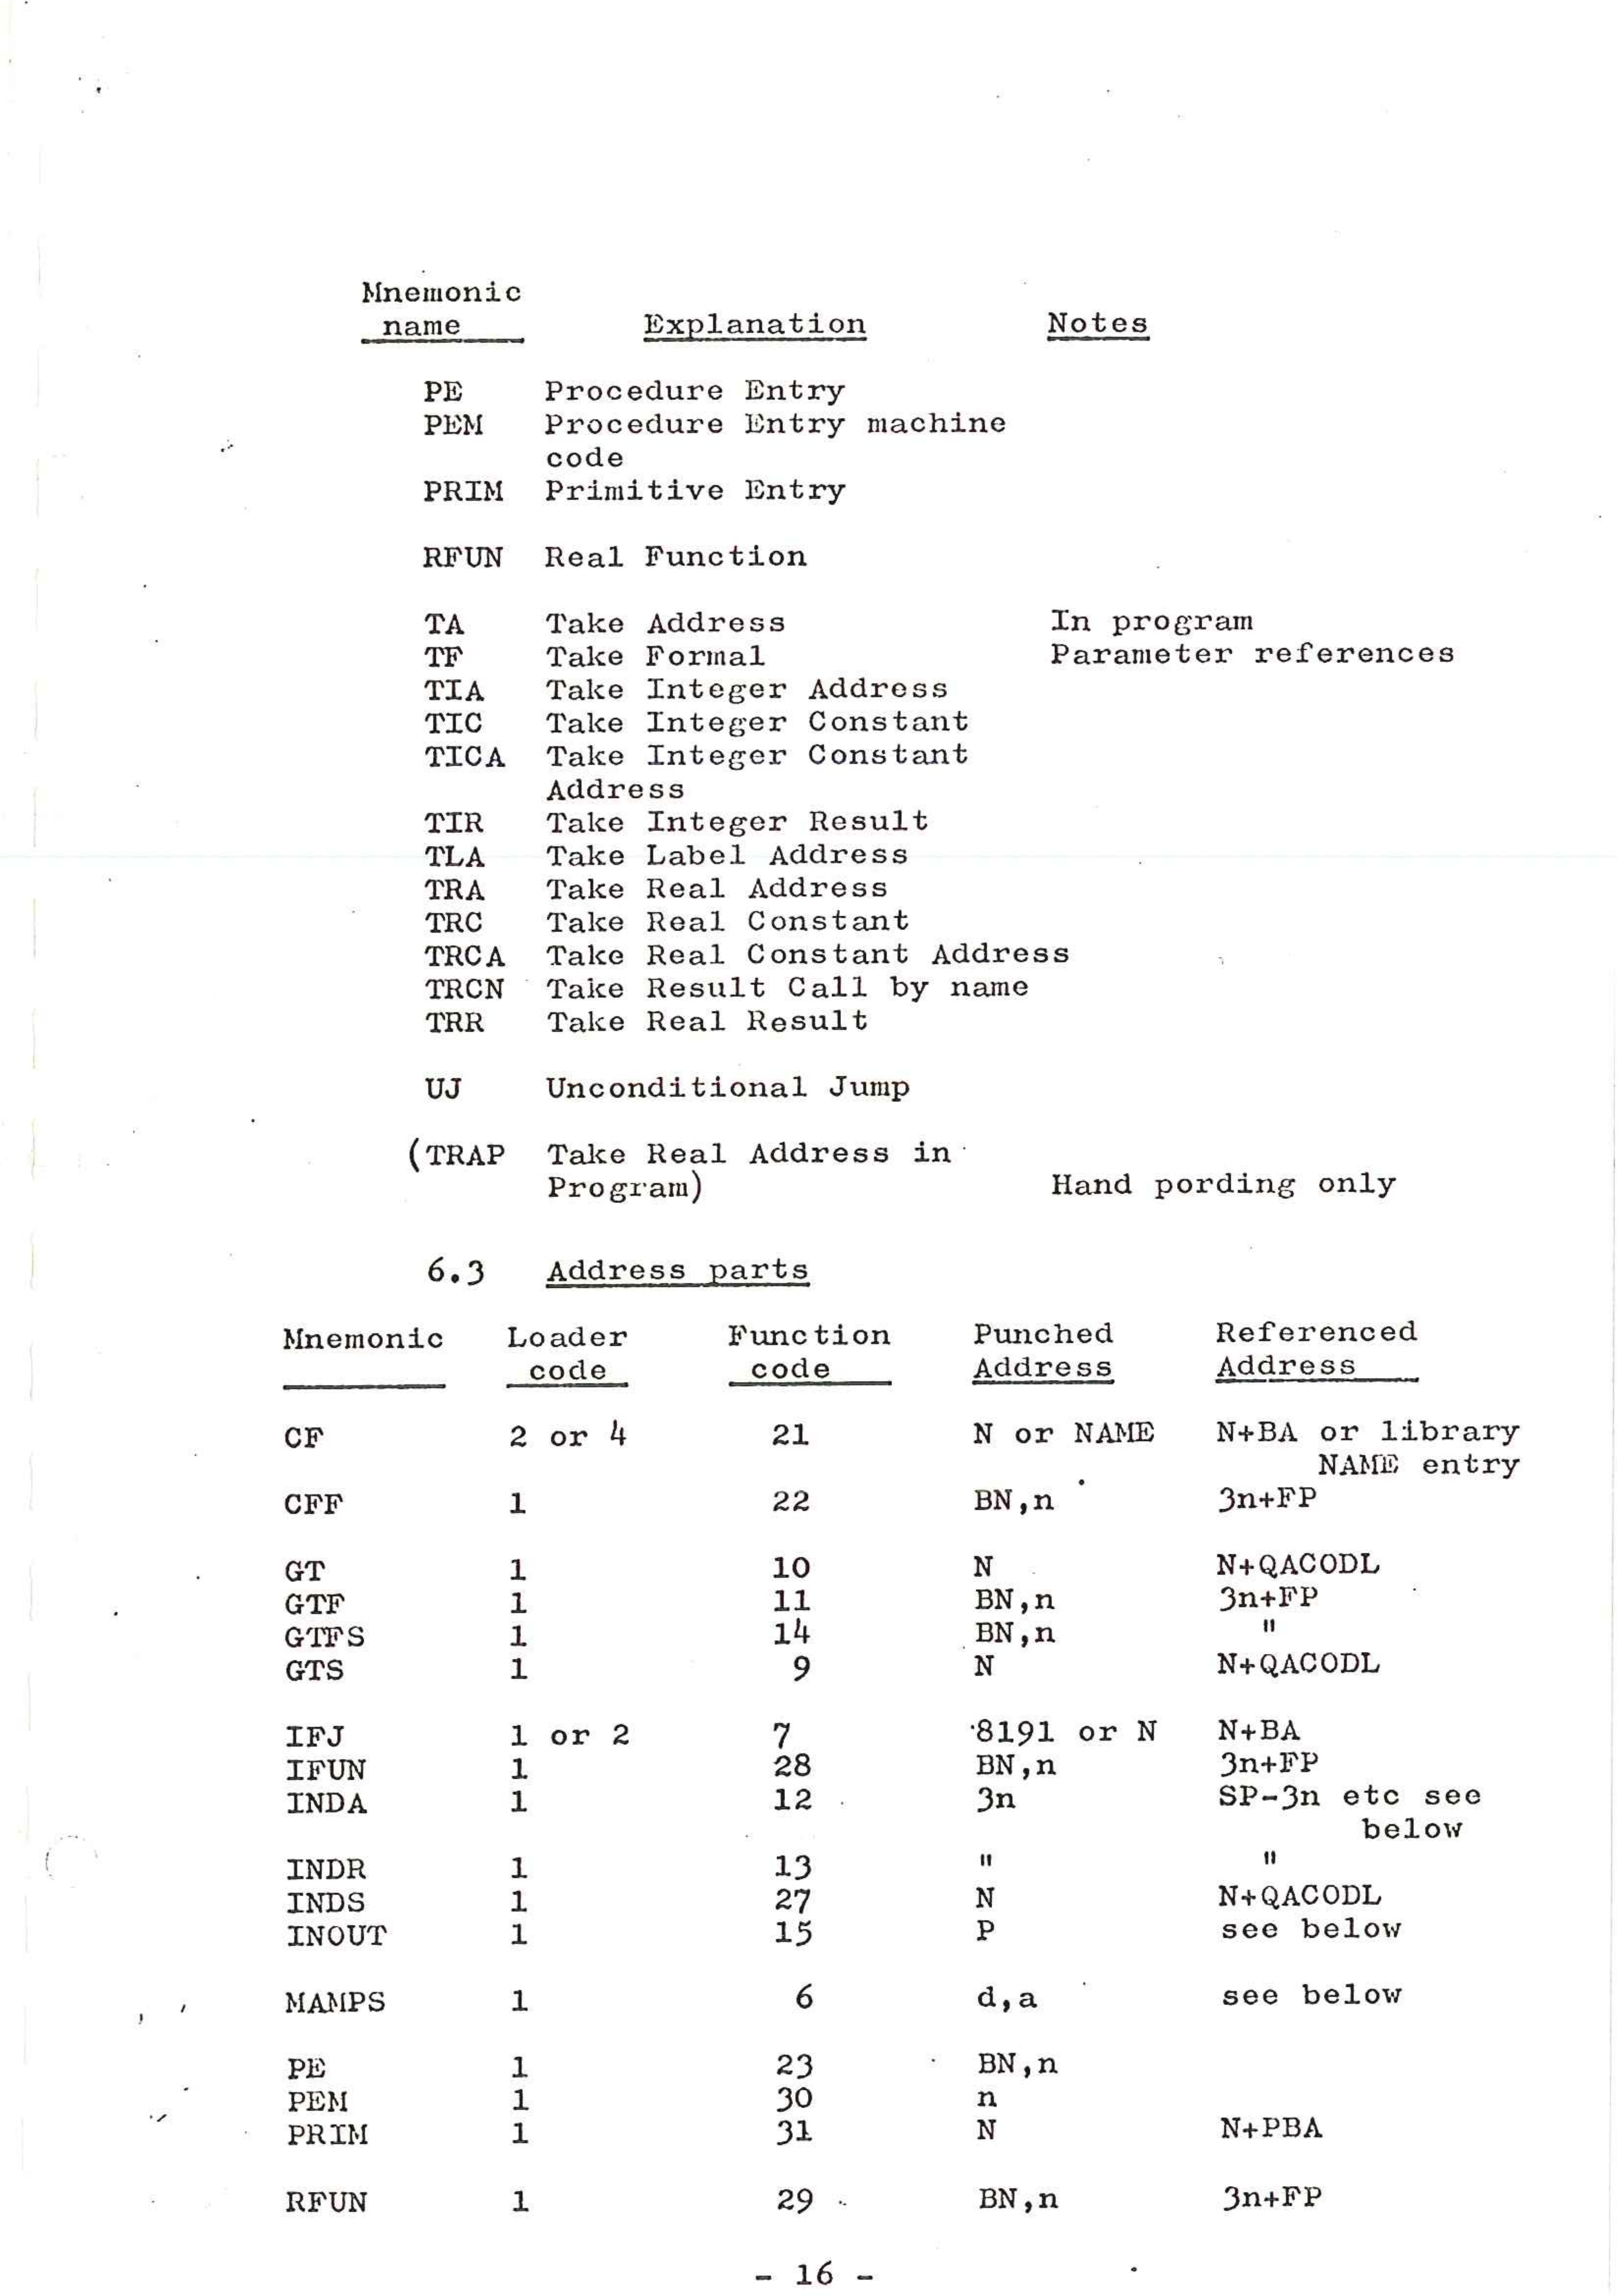 Mnemonic
name Explanation Notes
PE Procedure Entry
PEM Procedure Entry machine
code
PRIM Primitive Entry
RFUN Real Function
TA Take Address In program
TF Take Formal Parameter references
TIA Take Integer Address
TIC Take Integer Constant
TICA Take Integer Constant
Address
TIR Take Integer Result
TLA Take Label Address
TRA Take Real Address
TRC Take Real Constant
TRCA Take Real Constant Address
TRCN Take Result Call by name
TRR Take Real Result
UJ Unconditional Jump
(TRAP Take Real Address in
Program) Hand pording only
6.3 Address parts
Mnemonic Loader Function Punched Referenced
code code Address Address
CF 2 or 4 21 N or NAME N+BA or library
NAME entry
CFF 1 22 BN,n 3n+FP
GT 1 10 N N+QACODL
GTF 1 11 BN,n 3n+FP
GTFS 1 14 BN,n "
GTS 1 9 N N+QACODL
IFJ 1 or 2 7 8191 or N N+BA
IFUN 1 28 BN,n 3n+FP
INDA 1 12 3n SP-3n etc see
below
INDR 1 13 " "
INDS 1 27 N N+QACODL
INOUT 1 15 P see below
MAMPS 1 6 d,a see below
PE 1 23 BN,n
PEM 1 30 n
PRIM 1 31 N N+PBA
RFUN 1 29 BN,n 3n+FP
- 16 -